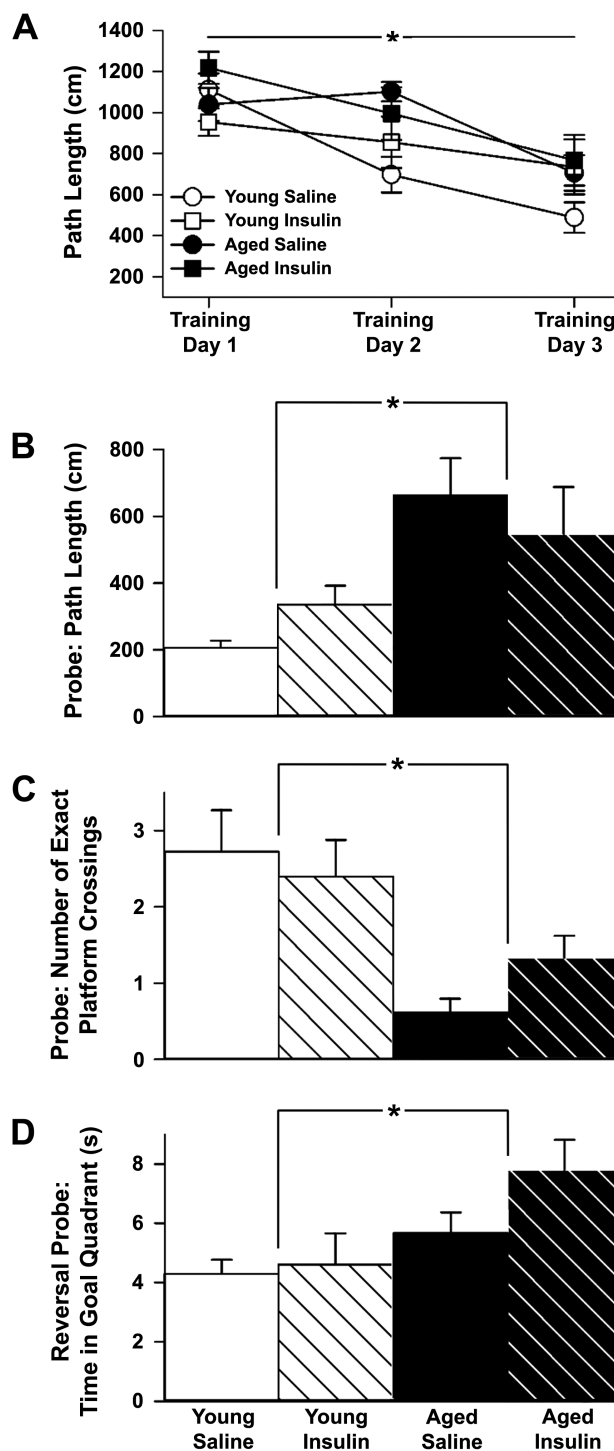 A
Path Length (cm)
1400
1200
1000
800
600
400
200
*
Young Saline
Young Insulin
Aged Saline
Aged Insulin
Training
Day 1
Training
Day 2
Training
Day 3
B
Probe: Path Length (cm)
800
600
400
200
0
*
C
Probe: Number of Exact
Platform Crossings
3
2
1
0
*
D
Reversal Probe:
Time in Goal Quadrant (s)
8
6
4
2
0
*
Young
Saline
Young
Insulin
Aged
Saline
Aged
Insulin